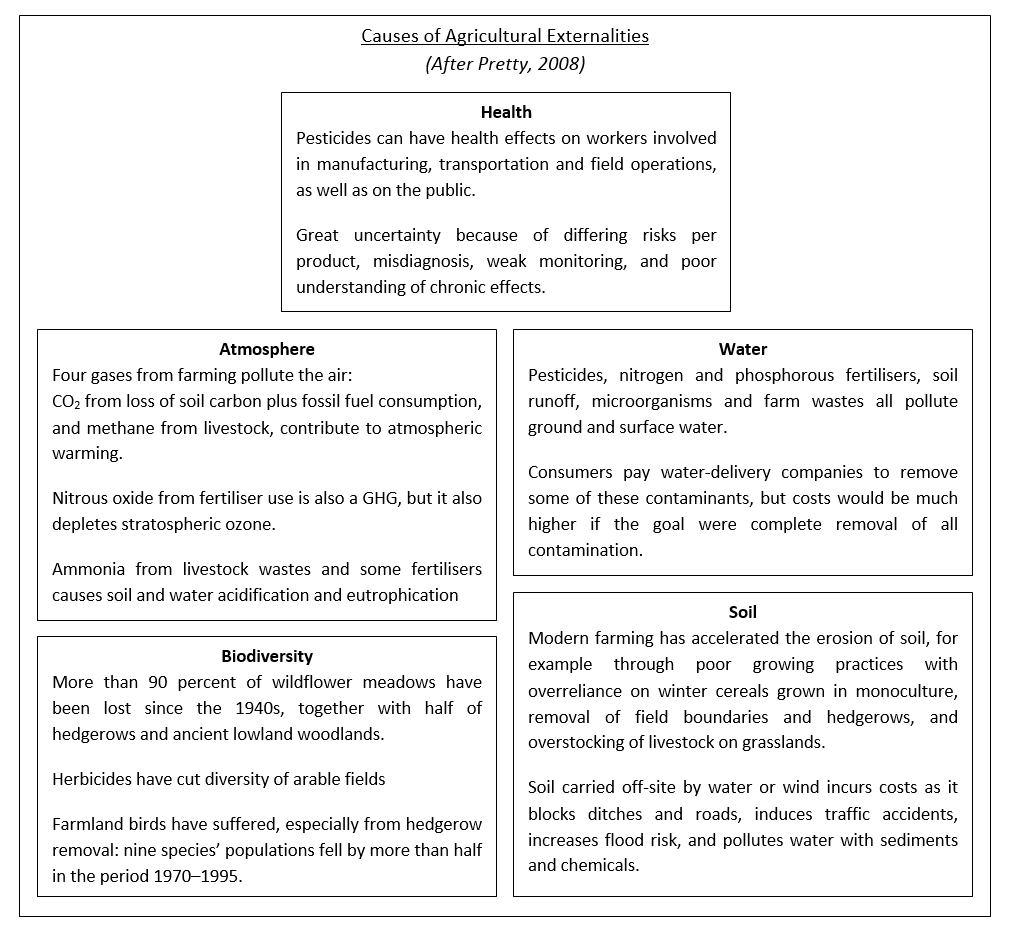 Causes of Agricultural Externalities
(After Pretty, 2008)
Health
Pesticides can have health effects on workers involved
in manufacturing, transportation and field operations,
as well as on the public.
Great uncertainty because of differing risks per
product, misdiagnosis, weak monitoring, and poor
understanding of chronic effects.
Atmosphere
Four gases from farming pollute the air:
CO₂ from loss of soil carbon plus fossil fuel consumption,
and methane from livestock, contribute to atmospheric
warming.
Nitrous oxide from fertiliser use is also a GHG, but it also
depletes stratospheric ozone.
Ammonia from livestock wastes and some fertilisers
causes soil and water acidification and eutrophication
Water
Pesticides, nitrogen and phosphorous fertilisers, soil
runoff, microorganisms and farm wastes all pollute
ground and surface water.
Consumers pay water-delivery companies to remove
some of these contaminants, but costs would be much
higher if the goal were complete removal of all
contamination.
Biodiversity
More than 90 percent of wildflower meadows have
been lost since the 1940s, together with half of
hedgerows and ancient lowland woodlands.
Herbicides have cut diversity of arable fields
Farmland birds have suffered, especially from hedgerow
removal: nine species’ populations fell by more than half
in the period 1970–1995.
Soil
Modern farming has accelerated the erosion of soil, for
example through poor growing practices with
overreliance on winter cereals grown in monoculture,
removal of field boundaries and hedgerows, and
overstocking of livestock on grasslands.
Soil carried off-site by water or wind incurs costs as it
blocks ditches and roads, induces traffic accidents,
increases flood risk, and pollutes water with sediments
and chemicals.